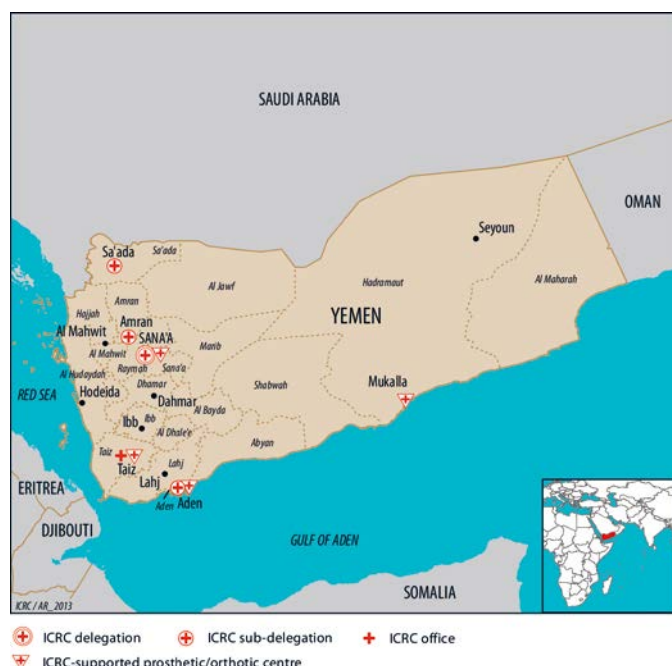 SAUDI ARABIA
OMAN
Seyoun
Sa'ada
Sa'ada
Al Jawf
Hadramaut
Al Maharah
Amran
Hajjah
YEMEN
Amran
Al Mahwit
SANA'A
Al Mahwit
Marib
Raymah
Sana'a
Al Hudaydah
Dhamar
Shabwah
Mukalla
RED SEA
Hodeida
Dahmar
Al Bayda
Ibb
Ibb
Al Dhale'e
Abyan
Taiz
Taiz
Lahj
Lahj
Aden
Aden
ERITREA
DJIBOUTI
GULF OF ADEN
SOMALIA
ICRC / AR_2013
ICRC delegation
ICRC sub-delegation
ICRC office
ICRC-supported prosthetic/orthotic centre